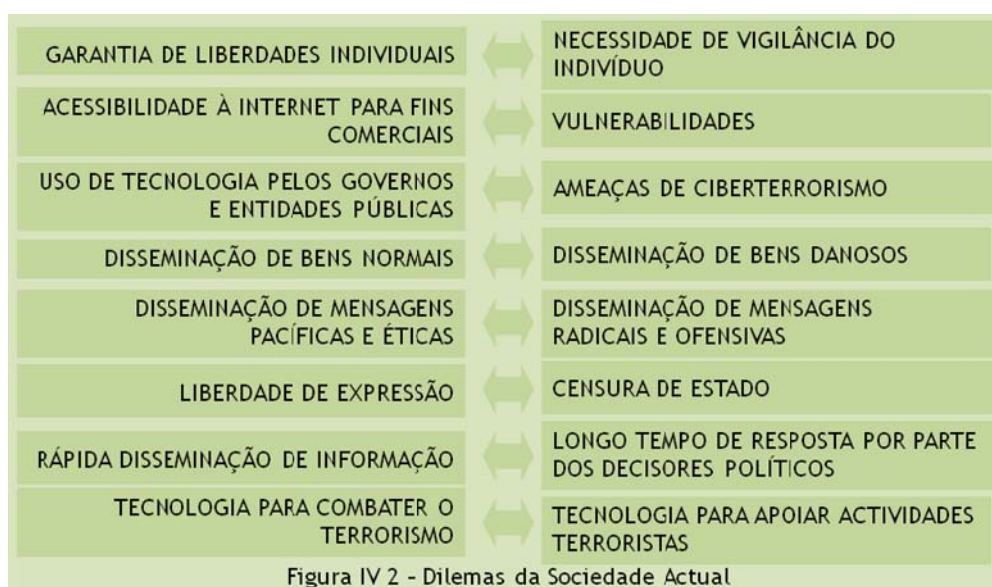 GARANTIA DE LIBERDADES INDIVIDUAIS
NECESSIDADE DE VIGILÂNCIA DO
INDIVÍDUO
ACESSIBILIDADE À INTERNET PARA FINS
COMERCIAIS
VULNERABILIDADES
USO DE TECNOLOGIA PELOS GOVERNOS
E ENTIDADES PÚBLICAS
AMEAÇAS DE CIBERTERRORISMO
DISSEMINAÇÃO DE BENS NORMAIS
DISSEMINAÇÃO DE BENS DANOSOS
DISSEMINAÇÃO DE MENSAGENS
PACÍFICAS E ÉTICAS
DISSEMINAÇÃO DE MENSAGENS
RADICAIS E OFENSIVAS
LIBERDADE DE EXPRESSÃO
CENSURA DE ESTADO
RÁPIDA DISSEMINAÇÃO DE INFORMAÇÃO
LONGO TEMPO DE RESPOSTA POR PARTE
DOS DECISORES POLÍTICOS
TECNOLOGIA PARA COMBATER O
TERRORISMO
TECNOLOGIA PARA APOIAR ACTIVIDADES
TERRORISTAS
Figura IV 2 - Dilemas da Sociedade Actual